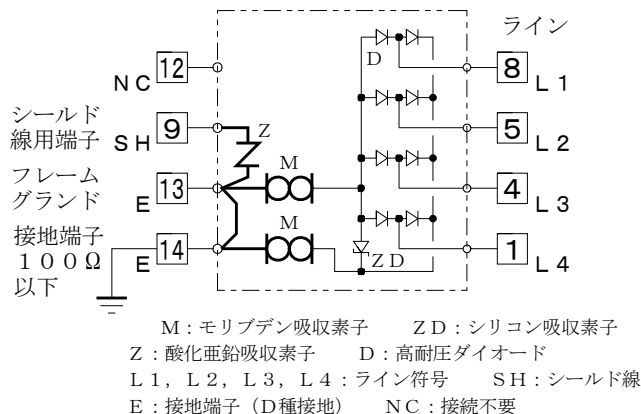 ライン
12
NC
D
8
L1
シールド
線用端子
9
SH
Z
5
L2
フレーム
グランド
13
E
M
4
L3
接地端子
100Ω
以下
14
E
M
ZD
1
L4
M：モリブデン吸収素子　ZD：シリコン吸収素子
Z：酸化亜鉛吸収素子　D：高耐圧ダイオード
L1，L2，L3，L4：ライン符号　SH：シールド線
E：接地端子（D種接地）　NC：接続不要